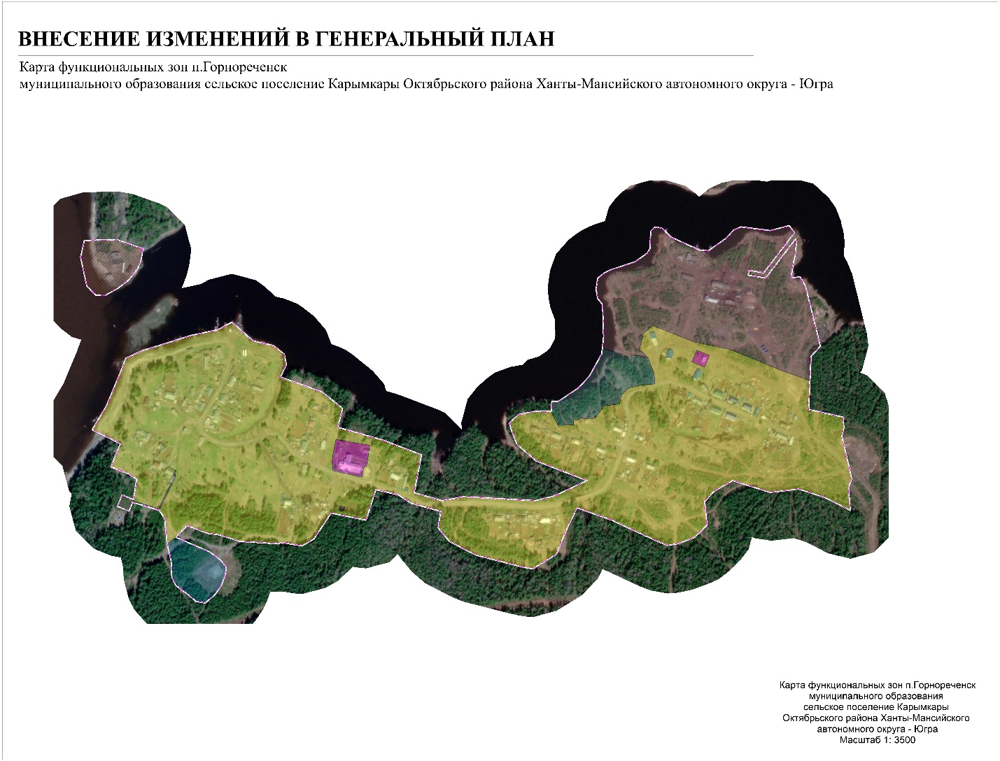 ВНЕСЕНИЕ ИЗМЕНЕНИЙ В ГЕНЕРАЛЬНЫЙ ПЛАН
Карта функциональных зон п.Горнореченск
муниципального образования сельское поселение Карымкары Октябрьского района Ханты-Мансийского автономного округа - Югра
Карта функциональных зон п.Горнореченск
муниципального образования
сельское поселение Карымкары
Октябрьского района Ханты-Мансийского
автономного округа - Югра
Масштаб 1: 3500